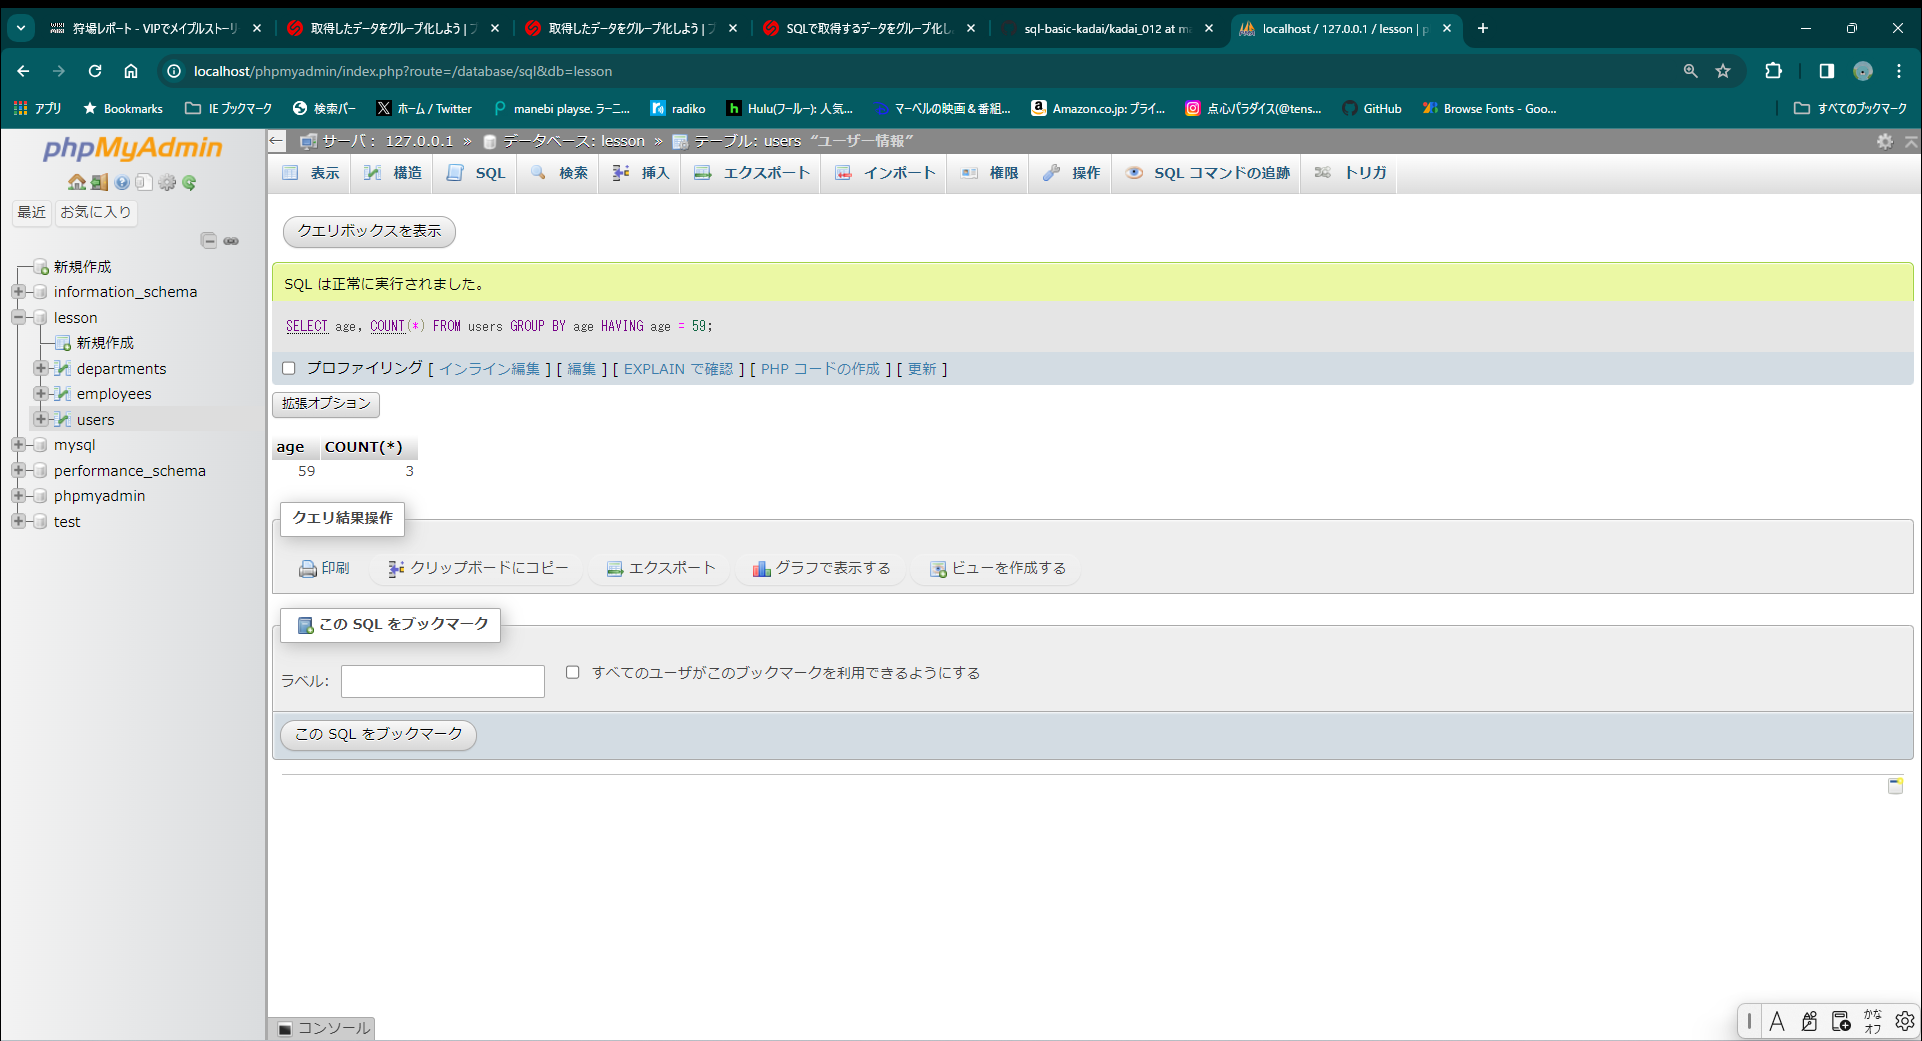 狩場レポート - VIPでメイプルストーリー
取得したデータをグループ化しよう | プ
取得したデータをグループ化しよう | プ
SQLで取得するデータをグループ化し
sql-basic-kadai/kadai_012 at ma
localhost / 127.0.0.1 / lesson | p
localhost/phpmyadmin/index.php?route=/database/sql&db=lesson
アプリ
Bookmarks
IE ブックマーク
検索バー
ホーム / Twitter
manebi playse. ラーニ...
radiko
Hulu(フールー): 人気...
マーベルの映画＆番組...
Amazon.co.jp: プライ...
点心パラダイス(@tens...
GitHub
Browse Fonts - Goo...
すべてのブックマーク
phpMyAdmin
最近
お気に入り
新規作成
information_schema
lesson
新規作成
departments
employees
users
mysql
performance_schema
phpmyadmin
test
サーバ： 127.0.0.1 » データベース: lesson » テーブル: users “ユーザー情報”
表示
構造
SQL
検索
挿入
エクスポート
インポート
権限
操作
SQL コマンドの追跡
トリガ
クエリボックスを表示
SQL は正常に実行されました。
SELECT age, COUNT(*) FROM users GROUP BY age HAVING age = 59;
プロファイリング [ インライン編集 ] [ 編集 ] [ EXPLAIN で確認 ] [ PHP コードの作成 ] [ 更新 ]
拡張オプション
age COUNT(*)
59 3
クエリ結果操作
印刷
クリップボードにコピー
エクスポート
グラフで表示する
ビューを作成する
この SQL をブックマーク
ラベル:
すべてのユーザがこのブックマークを利用できるようにする
この SQL をブックマーク
コンソール
A
かな
オフ